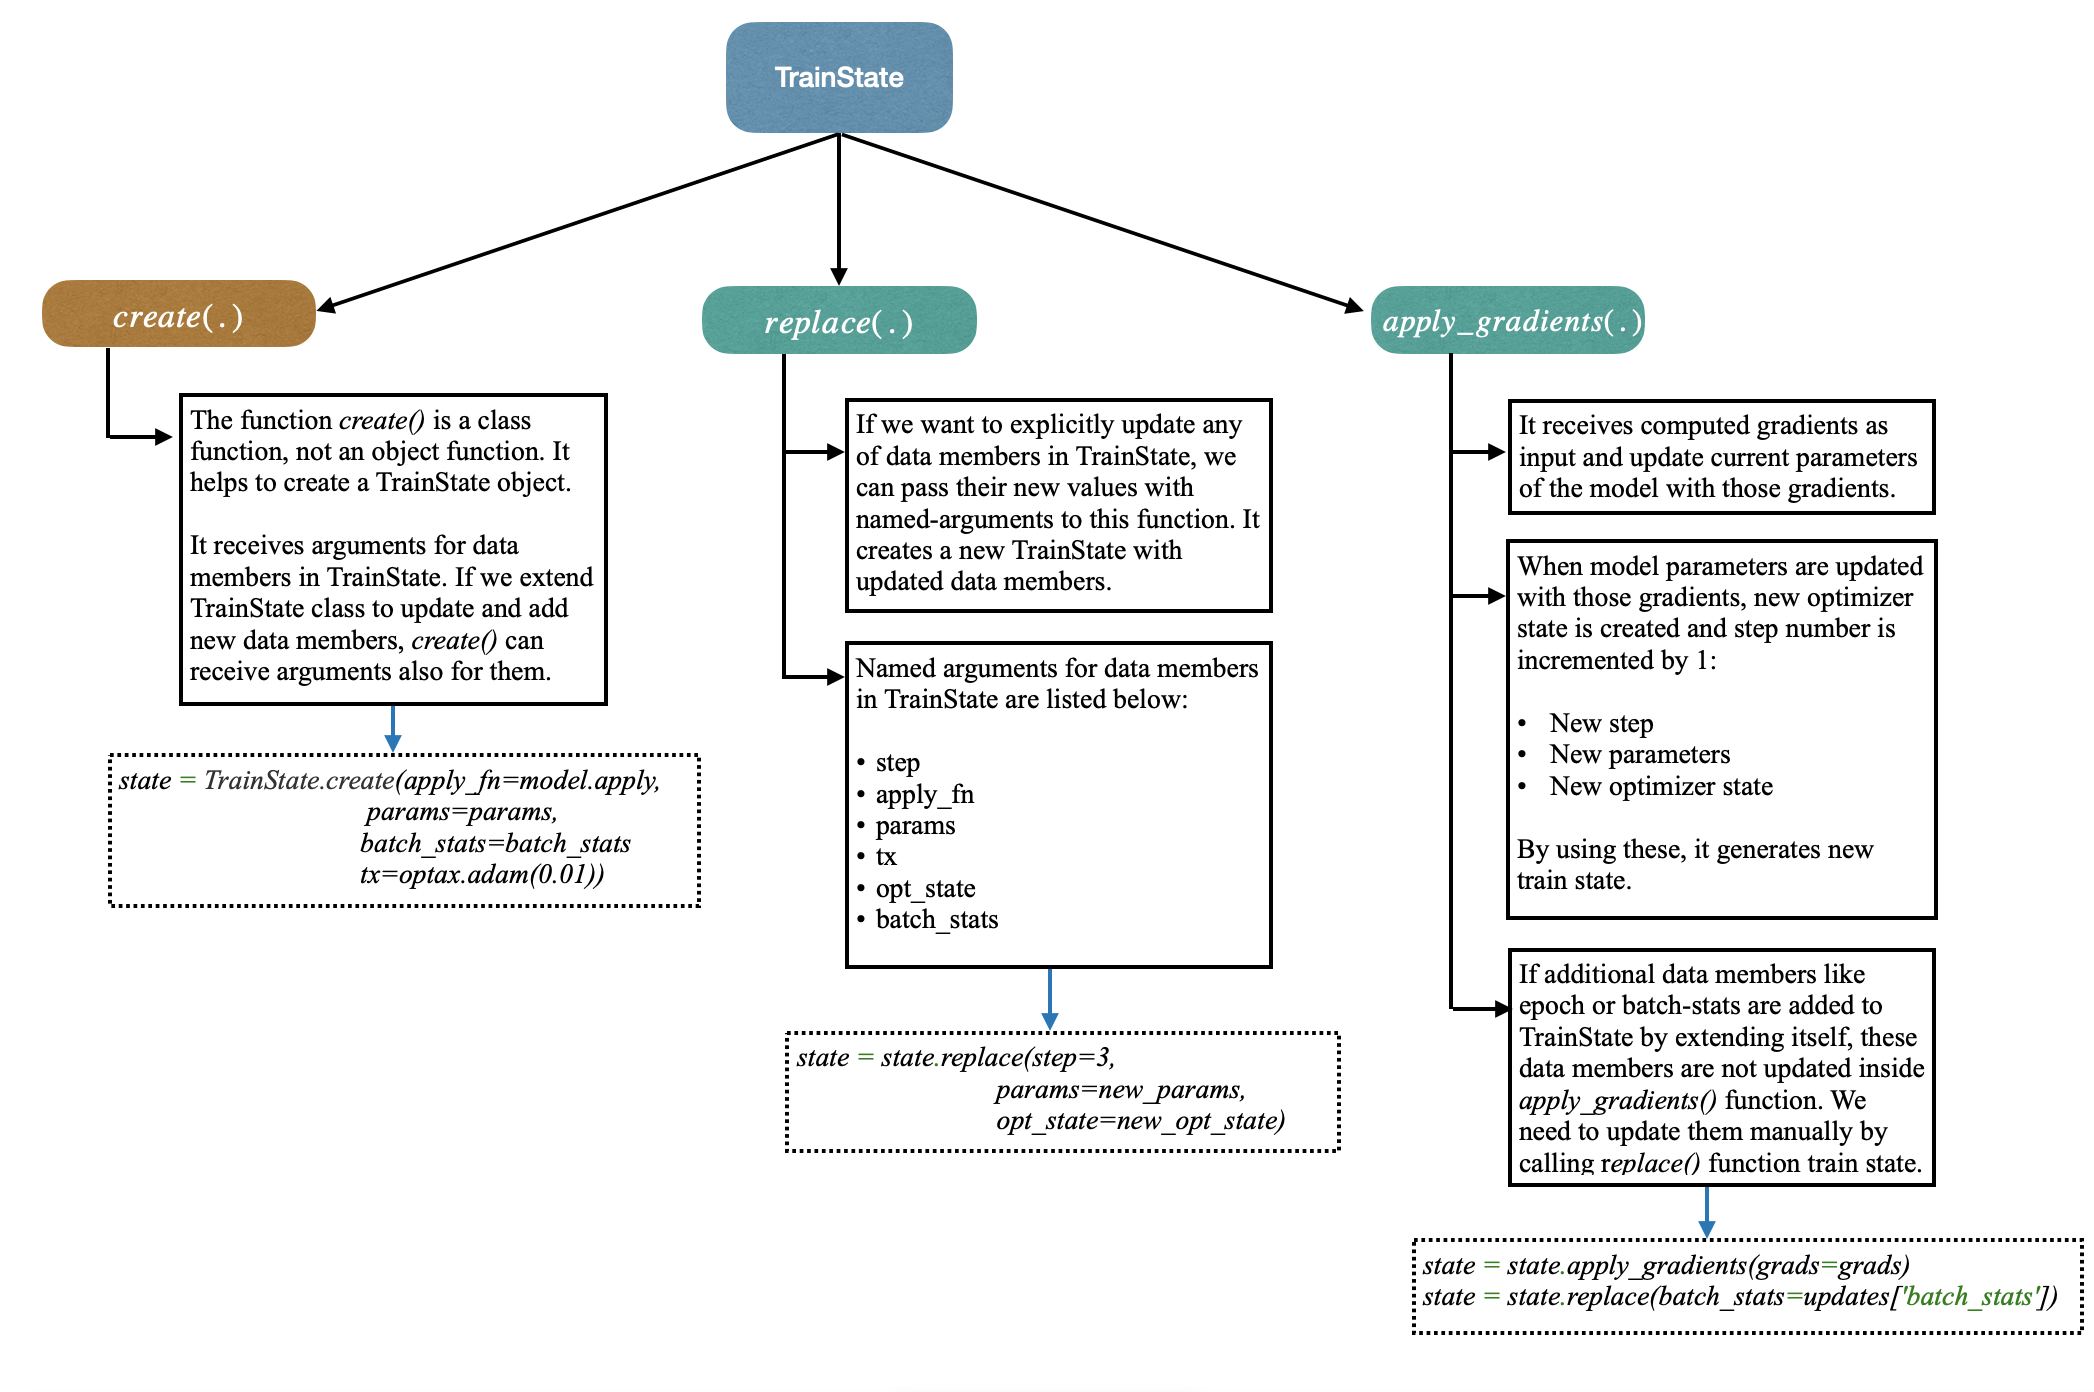 TrainState
create(.)
The function create() is a class
function, not an object function. It
helps to create a TrainState object.
It receives arguments for data
members in TrainState. If we extend
TrainState class to update and add
new data members, create() can
receive arguments also for them.
state = TrainState.create(apply_fn=model.apply,
params=params,
batch_stats=batch_stats
tx=optax.adam(0.01))
replace(.)
If we want to explicitly update any
of data members in TrainState, we
can pass their new values with
named-arguments to this function. It
creates a new TrainState with
updated data members.
Named arguments for data members
in TrainState are listed below:
• step
• apply_fn
• params
• tx
• opt_state
• batch_stats
state = state.replace(step=3,
params=new_params,
opt_state=new_opt_state)
apply_gradients(.)
It receives computed gradients as
input and update current parameters
of the model with those gradients.
When model parameters are updated
with those gradients, new optimizer
state is created and step number is
incremented by 1:
• New step
• New parameters
• New optimizer state
By using these, it generates new
train state.
If additional data members like
epoch or batch-stats are added to
TrainState by extending itself, these
data members are not updated inside
apply_gradients() function. We
need to update them manually by
calling replace() function train state.
state = state.apply_gradients(grads=grads)
state = state.replace(batch_stats=updates['batch_stats'])